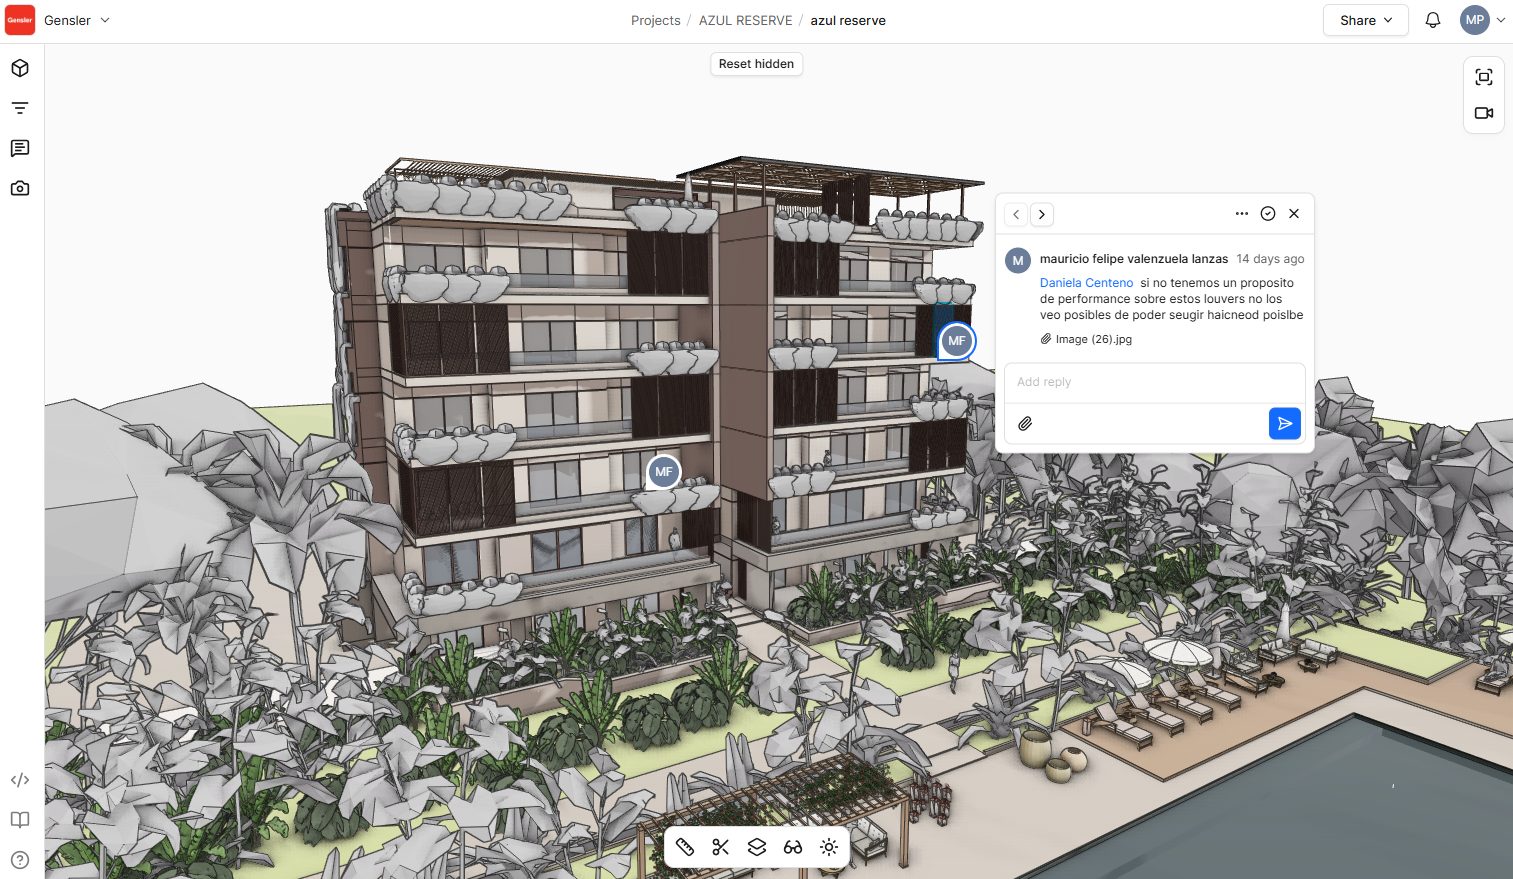 Gensler
Gensler
Projects / AZUL RESERVE / azul reserve
Share
MP
Reset hidden
mauricio felipe valenzuela lanzas 14 days ago
M
Daniela Centeno si no tenemos un proposito
de performance sobre estos louvers no los
veo posibles de poder seugir haicneod poislbe
Image (26).jpg
Add reply
MF
MF